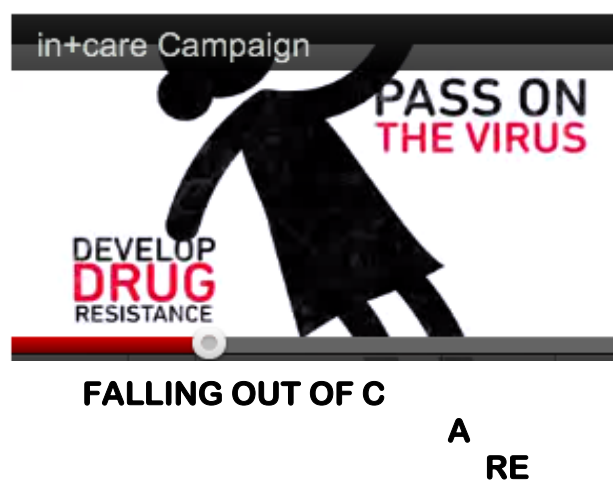 in+care Campaign
PASS ON
THE VIRUS
DEVELOP
DRUG
RESISTANCE
FALLING OUT OF C
A
RE